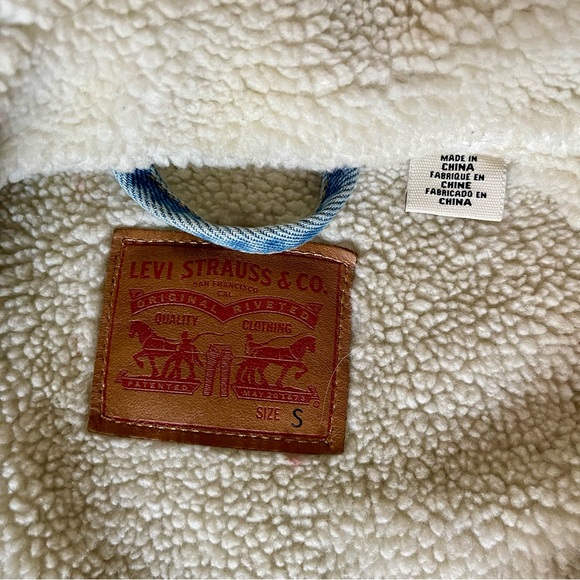 MADE IN
CHINA
FABRIQUÉ EN
CHINE
FABRICADO EN
CHINA
LEVI STRAUSS & CO.
SAN FRANCISCO
CAL
ORIGINAL RIVETED
QUALITY CLOTHING
PATENTED MAY 20 1873
SIZE S